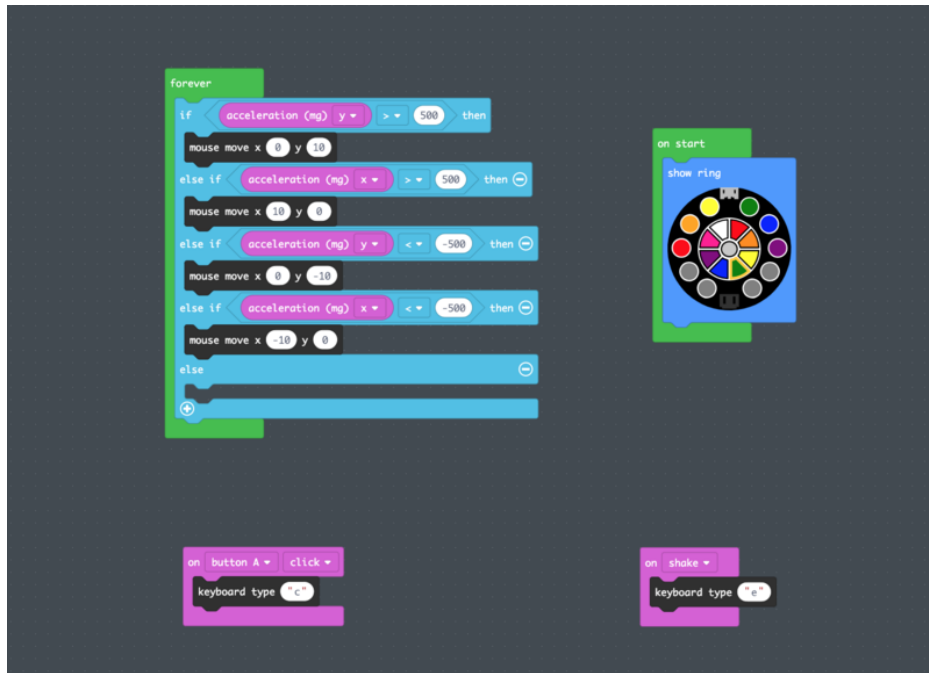 forever
if acceleration (mg) y > 500 then
mouse move x 0 y 10
else if acceleration (mg) x > 500 then
mouse move x 10 y 0
else if acceleration (mg) y < -500 then
mouse move x 0 y -10
else if acceleration (mg) x < -500 then
mouse move x -10 y 0
else
on start
show ring
on button A click
keyboard type "c"
on shake
keyboard type "e"